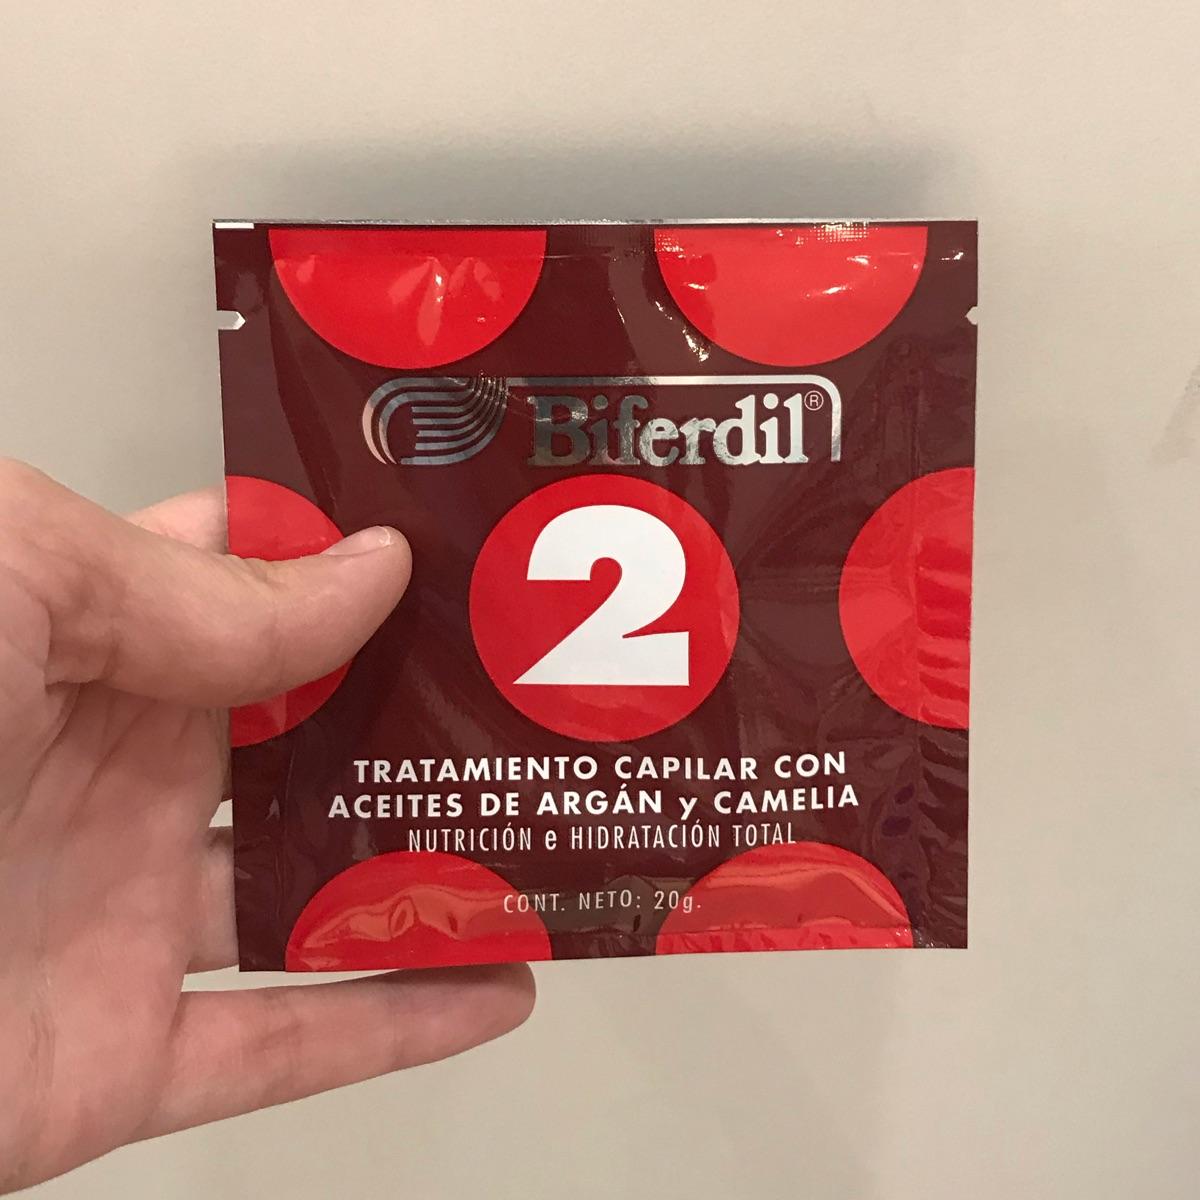 Biferdil®
2
TRATAMIENTO CAPILAR CON
ACEITES DE ARGÁN y CAMELIA
NUTRICIÓN e HIDRATACIÓN TOTAL
CONT. NETO: 20g.